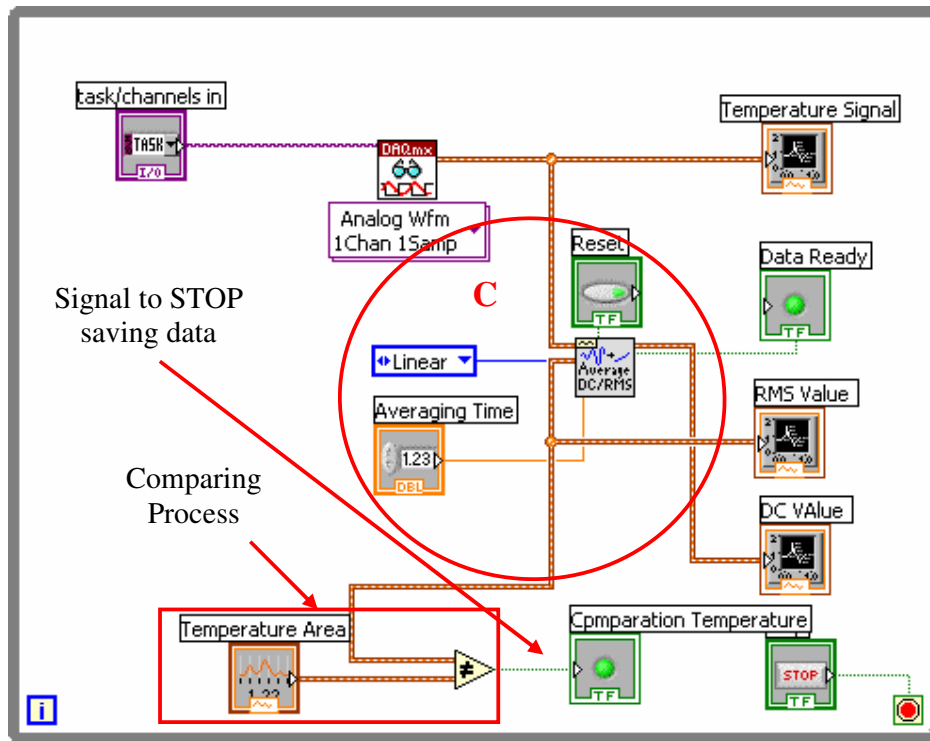 task/channels in
TASK
I/O
DAQmx
Analog Wfm
1Chan 1Samp
Temperature Signal
Reset
TF
Data Ready
TF
C
Signal to STOP
saving data
Linear
Average
DC/RMS
Averaging Time
1.23
DBL
RMS Value
DC VAlue
Comparing
Process
Temperature Area
1.23
≠
Cpmparation Temperature
TF
STOP
TF
i